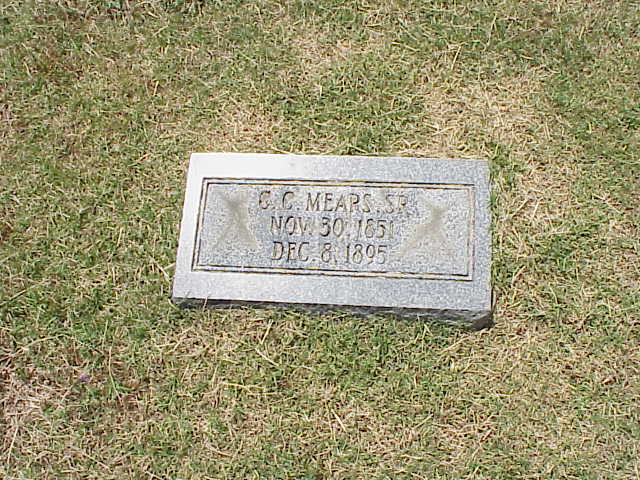 G. C. MEARS, SR.
NOV. 30, 1851
DEC. 8, 1895